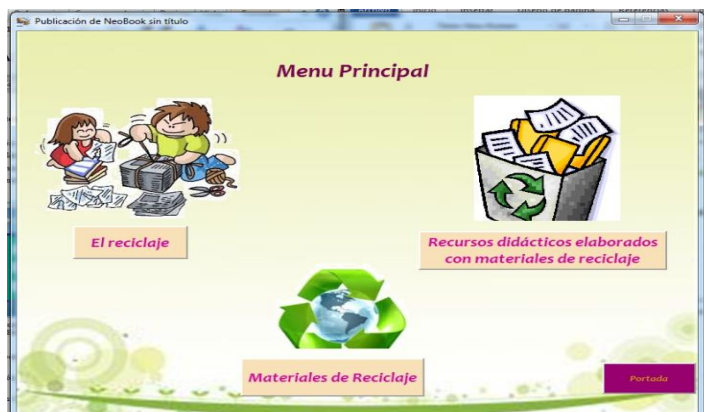 Publicación de NeoBook sin título
Menu Principal
El reciclaje
Recursos didácticos elaborados
con materiales de reciclaje
Materiales de Reciclaje
Portada